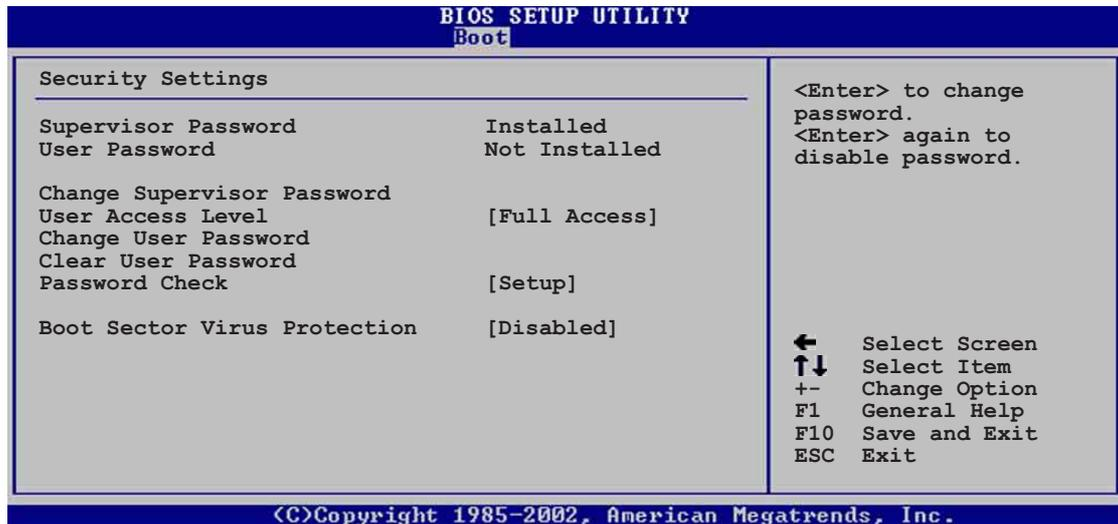 BIOS SETUP UTILITY
Boot
Security Settings
Supervisor Password Installed
User Password Not Installed
Change Supervisor Password
User Access Level [Full Access]
Change User Password
Clear User Password
Password Check [Setup]
Boot Sector Virus Protection [Disabled]
<Enter> to change
password.
<Enter> again to
disable password.
← Select Screen
↑↓ Select Item
+- Change Option
F1 General Help
F10 Save and Exit
ESC Exit
(C)Copyright 1985-2002, American Megatrends, Inc.